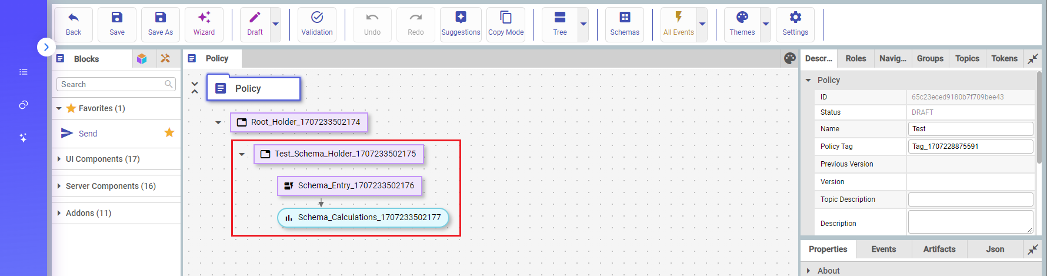 Back
Save
Save As
Wizard
Draft
Validation
Undo
Redo
Suggestions
Copy Mode
Tree
Schemas
All Events
Themes
Settings
Blocks
Search
Favorites (1)
Send
UI Components (17)
Server Components (16)
Addons (11)
Policy
Policy
Root_Holder_1707233502174
Test_Schema_Holder_1707233502175
Schema_Entry_1707233502176
Schema_Calculations_1707233502177
Descr...
Roles
Navig...
Groups
Topics
Tokens
Policy
ID 65c23eced9180b7f709bee43
Status DRAFT
Name Test
Policy Tag Tag_1707228875591
Previous Version
Version
Topic Description
Description
Properties
Events
Artifacts
Json
About